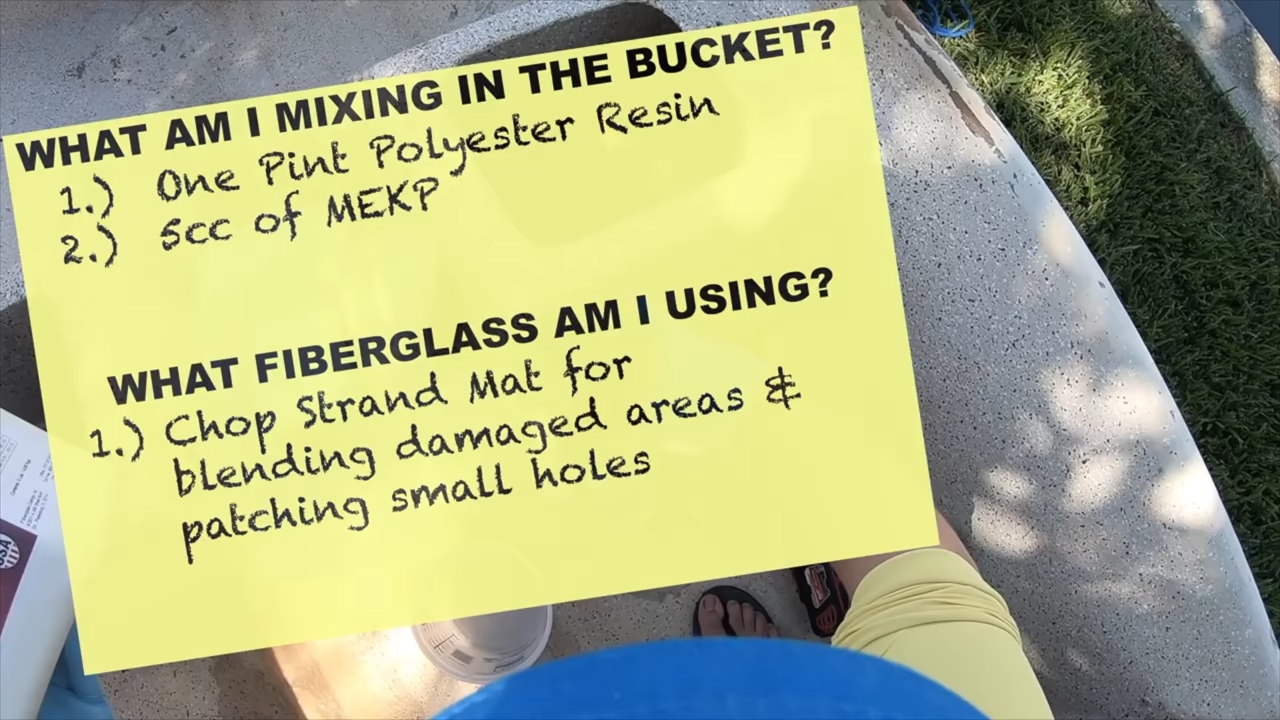 WHAT AM I MIXING IN THE BUCKET?
1.) One Pint Polyester Resin
2.) 5cc of MEKP
WHAT FIBERGLASS AM I USING?
1.) Chop Strand Mat for
blending damaged areas &
patching small holes